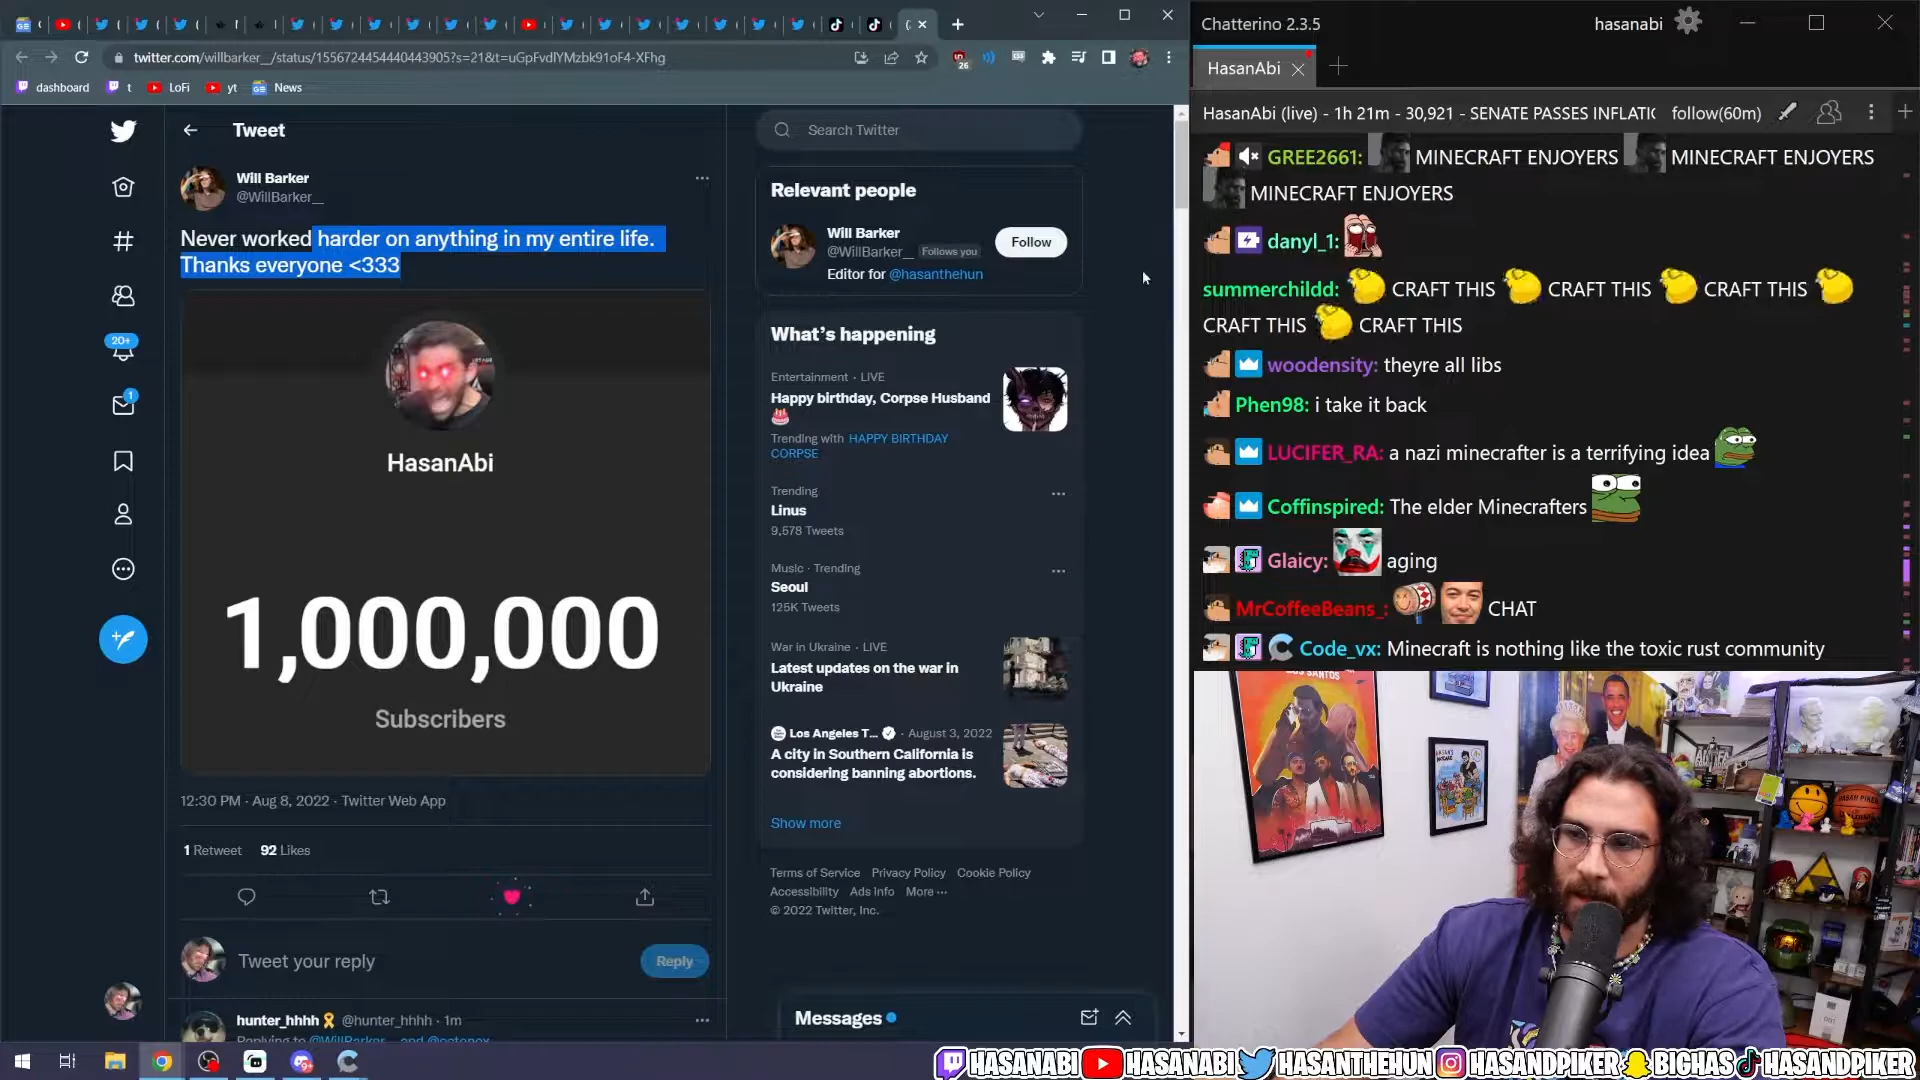 twitter.com/willbarker__/status/1556724454440443905?s=21&t=uGpFvdlYMzbk91oF4-XFhg
26
dashboard
t
LoFi
yt
News
Tweet
Will Barker
@WillBarker__
Never worked harder on anything in my entire life.
Thanks everyone <333
HasanAbi
1,000,000
Subscribers
12:30 PM · Aug 8, 2022 · Twitter Web App
1 Retweet 92 Likes
Tweet your reply
Reply
hunter_hhhh @hunter_hhhh · 1m
20+
1
Search Twitter
Relevant people
Will Barker
@WillBarker__ Follows you
Follow
Editor for @hasanthehun
What's happening
Entertainment · LIVE
Happy birthday, Corpse Husband
Trending with HAPPY BIRTHDAY
CORPSE
Trending
Linus
9,578 Tweets
Music · Trending
Seoul
125K Tweets
War in Ukraine · LIVE
Latest updates on the war in
Ukraine
Los Angeles T... · August 3, 2022
A city in Southern California is
considering banning abortions.
Show more
Terms of Service Privacy Policy Cookie Policy
Accessibility Ads info More ···
© 2022 Twitter, Inc.
Messages
Chatterino 2.3.5
hasanabi
HasanAbi
HasanAbi (live) - 1h 21m - 30,921 - SENATE PASSES INFLATI
follow(60m)
GREE2661: MINECRAFT ENJOYERS MINECRAFT ENJOYERS
MINECRAFT ENJOYERS
danyl_1:
summerchildd: CRAFT THIS CRAFT THIS CRAFT THIS
CRAFT THIS CRAFT THIS
woodensity: theyre all libs
Phen98: i take it back
LUCIFER_RA: a nazi minecrafter is a terrifying idea
Coffinspired: The elder Minecrafters
Glaicy: aging
MrCoffeeBeans_: CHAT
Code_vx: Minecraft is nothing like the toxic rust community
LOS SANTOS
HASANABI HASANABI HASANTHEHUN HASANDPIKER BIGHAS HASANDPIKER